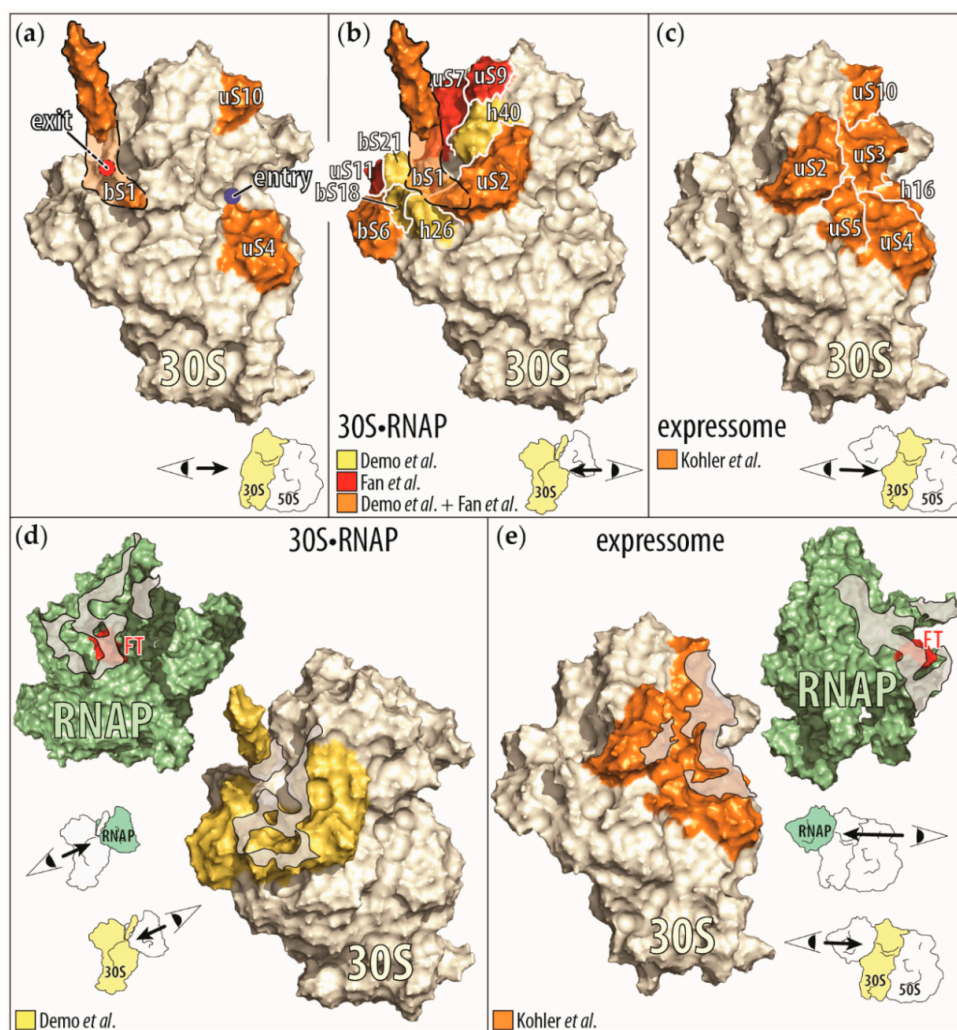 (a)
uS10
exit
bS1
entry
uS4
30S
30S
50S
(b)
uS7
uS9
h40
bS21
uS11
bS1
uS2
bS18
bS6
h26
30S
30S•RNAP
Demo et al.
Fan et al.
Demo et al. + Fan et al.
30S
(c)
uS10
uS2
uS3
h16
uS5
uS4
30S
expressome
Kohler et al.
30S
50S
(d)
30S•RNAP
FT
RNAP
RNAP
30S
30S
Demo et al.
(e)
expressome
FT
RNAP
RNAP
30S
30S
50S
Kohler et al.